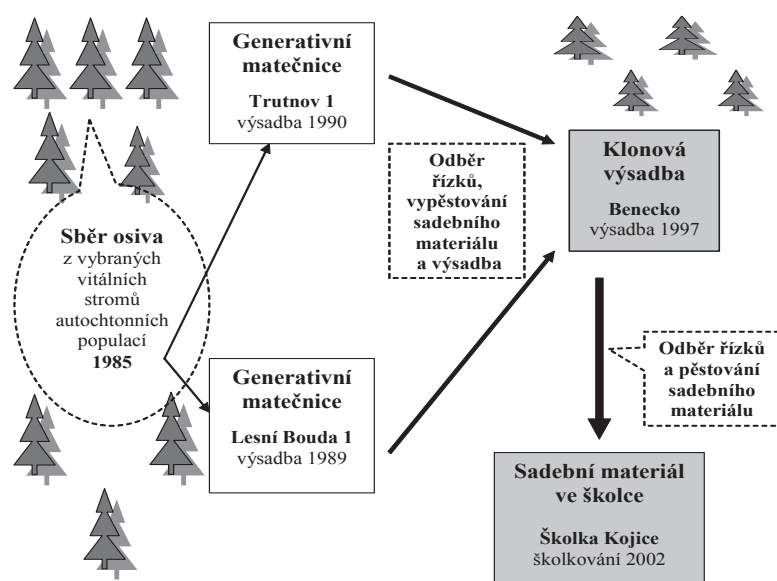 Generativní
matečnice
Trutnov 1
výsadba 1990
Odběr
řízků,
vypěstování
sadebního
materiálu
a výsadba
Klonová
výsadba
Benecko
výsadba 1997
Sběr osiva
z vybraných
vitálních
stromů
autochtonních
populací
1985
Generativní
matečnice
Lesní Bouda 1
výsadba 1989
Odběr řízků
a pěstování
sadebního
materiálu
Sadební materiál
ve školce
Školka Kojice
školkování 2002